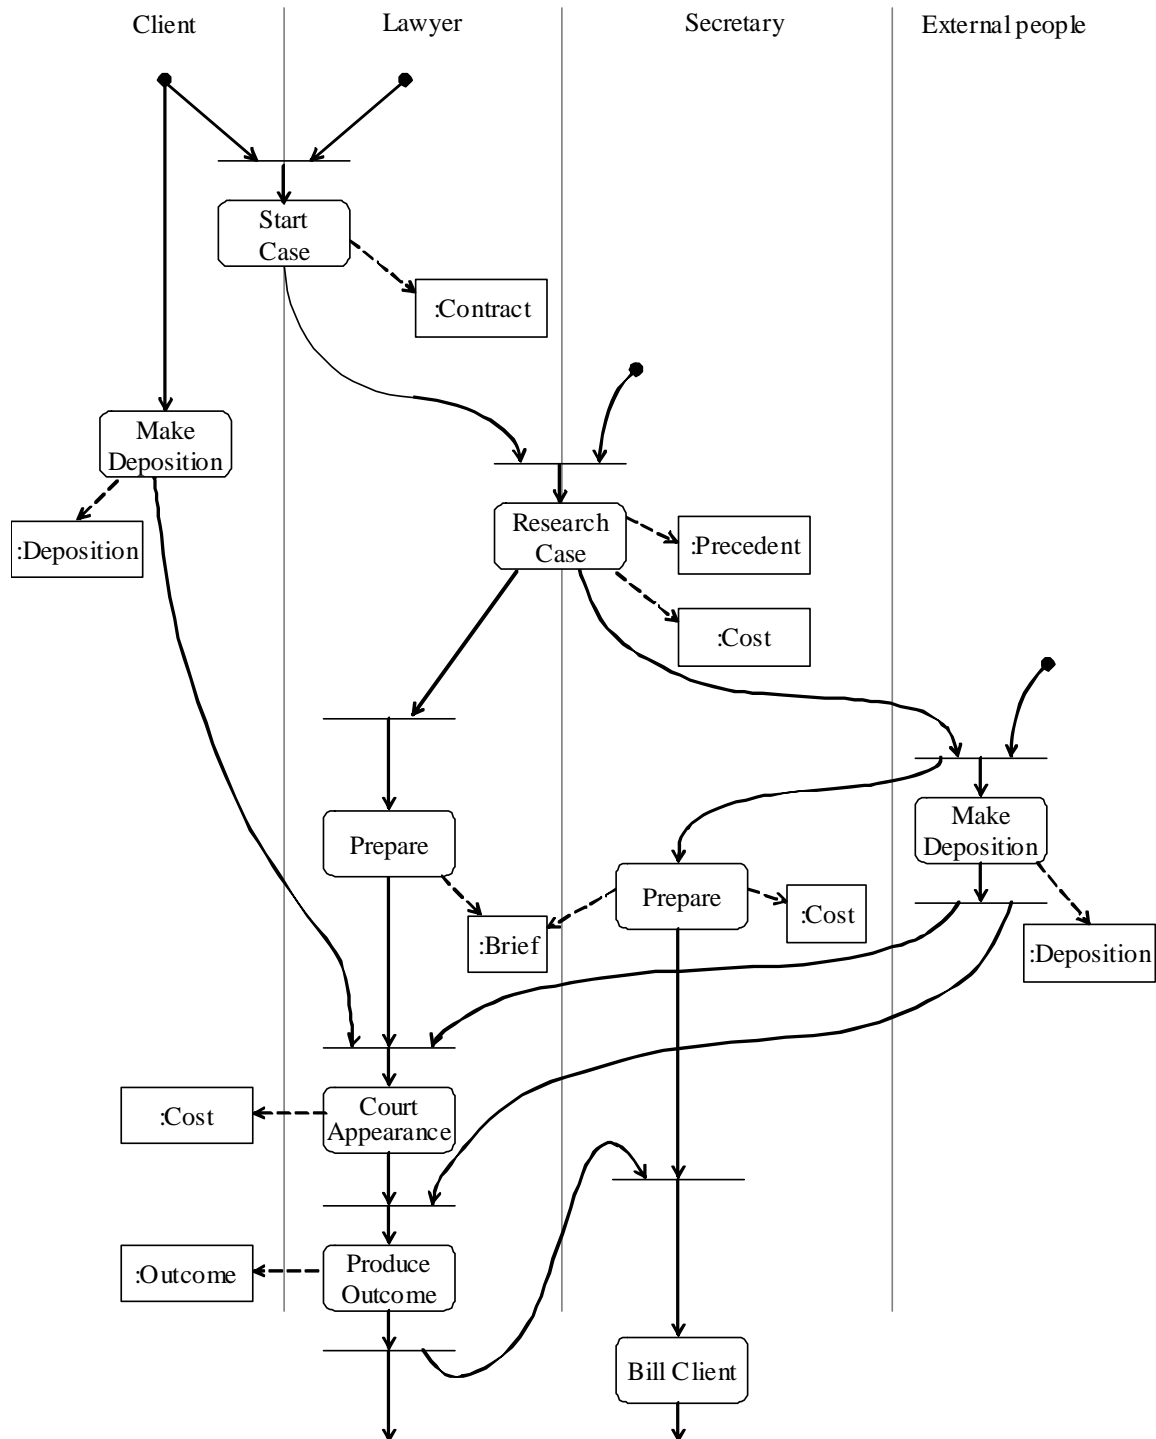 Client
Lawyer
Secretary
External people
Start
Case
:Contract
Make
Deposition
:Deposition
Research
Case
:Precedent
:Cost
Prepare
:Brief
Prepare
:Cost
Make
Deposition
:Deposition
Court
Appearance
:Cost
Produce
Outcome
:Outcome
Bill Client